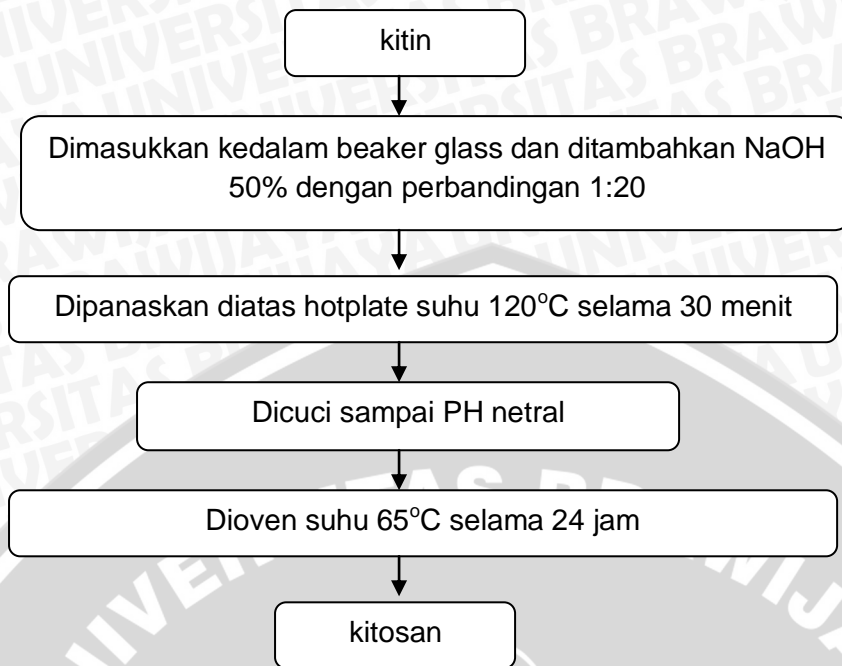 kitin
Dimasukkan kedalam beaker glass dan ditambahkan NaOH
50% dengan perbandingan 1:20
Dipanaskan diatas hotplate suhu 120°C selama 30 menit
Dicuci sampai PH netral
Dioven suhu 65°C selama 24 jam
kitosan